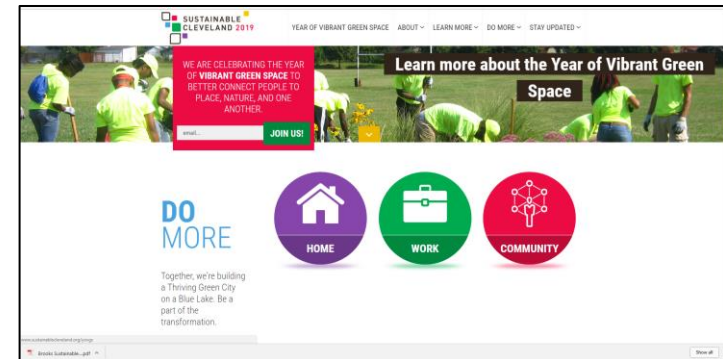 SUSTAINABLE
CLEVELAND 2019
YEAR OF VIBRANT GREEN SPACE ABOUT LEARN MORE DO MORE STAY UPDATED
WE ARE CELEBRATING THE YEAR
OF VIBRANT GREEN SPACE TO
BETTER CONNECT PEOPLE TO
PLACE, NATURE, AND ONE
ANOTHER.
email...
JOIN US!
Learn more about the Year of Vibrant Green
Space
DO
MORE
HOME
WORK
COMMUNITY
Together, we're building
a Thriving Green City
on a Blue Lake. Be a
part of the
transformation.
Show all